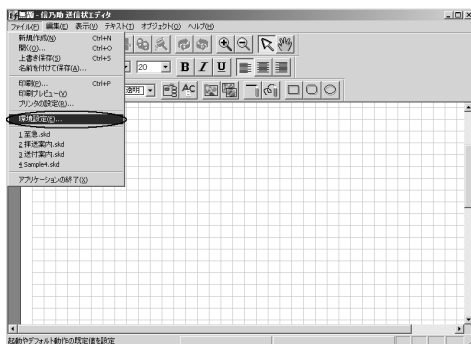 無題 - 信乃助 送信状エディタ
ファイル(F) 編集(E) 表示(V) テキスト(T) オブジェクト(O) ヘルプ(H)
新規作成(N) Ctrl+N
開く(O)... Ctrl+O
上書き保存(S) Ctrl+S
名前を付けて保存(A)...
印刷(P)... Ctrl+P
印刷プレビュー(V)
プリンタの設定(R)...
環境設定(E)...
1 至急.skd
2 拝送案内.skd
3 送付案内.skd
4 Sample4.skd
アプリケーションの終了(X)
20 B I U
透明
起動やデフォルト動作の既定値を設定